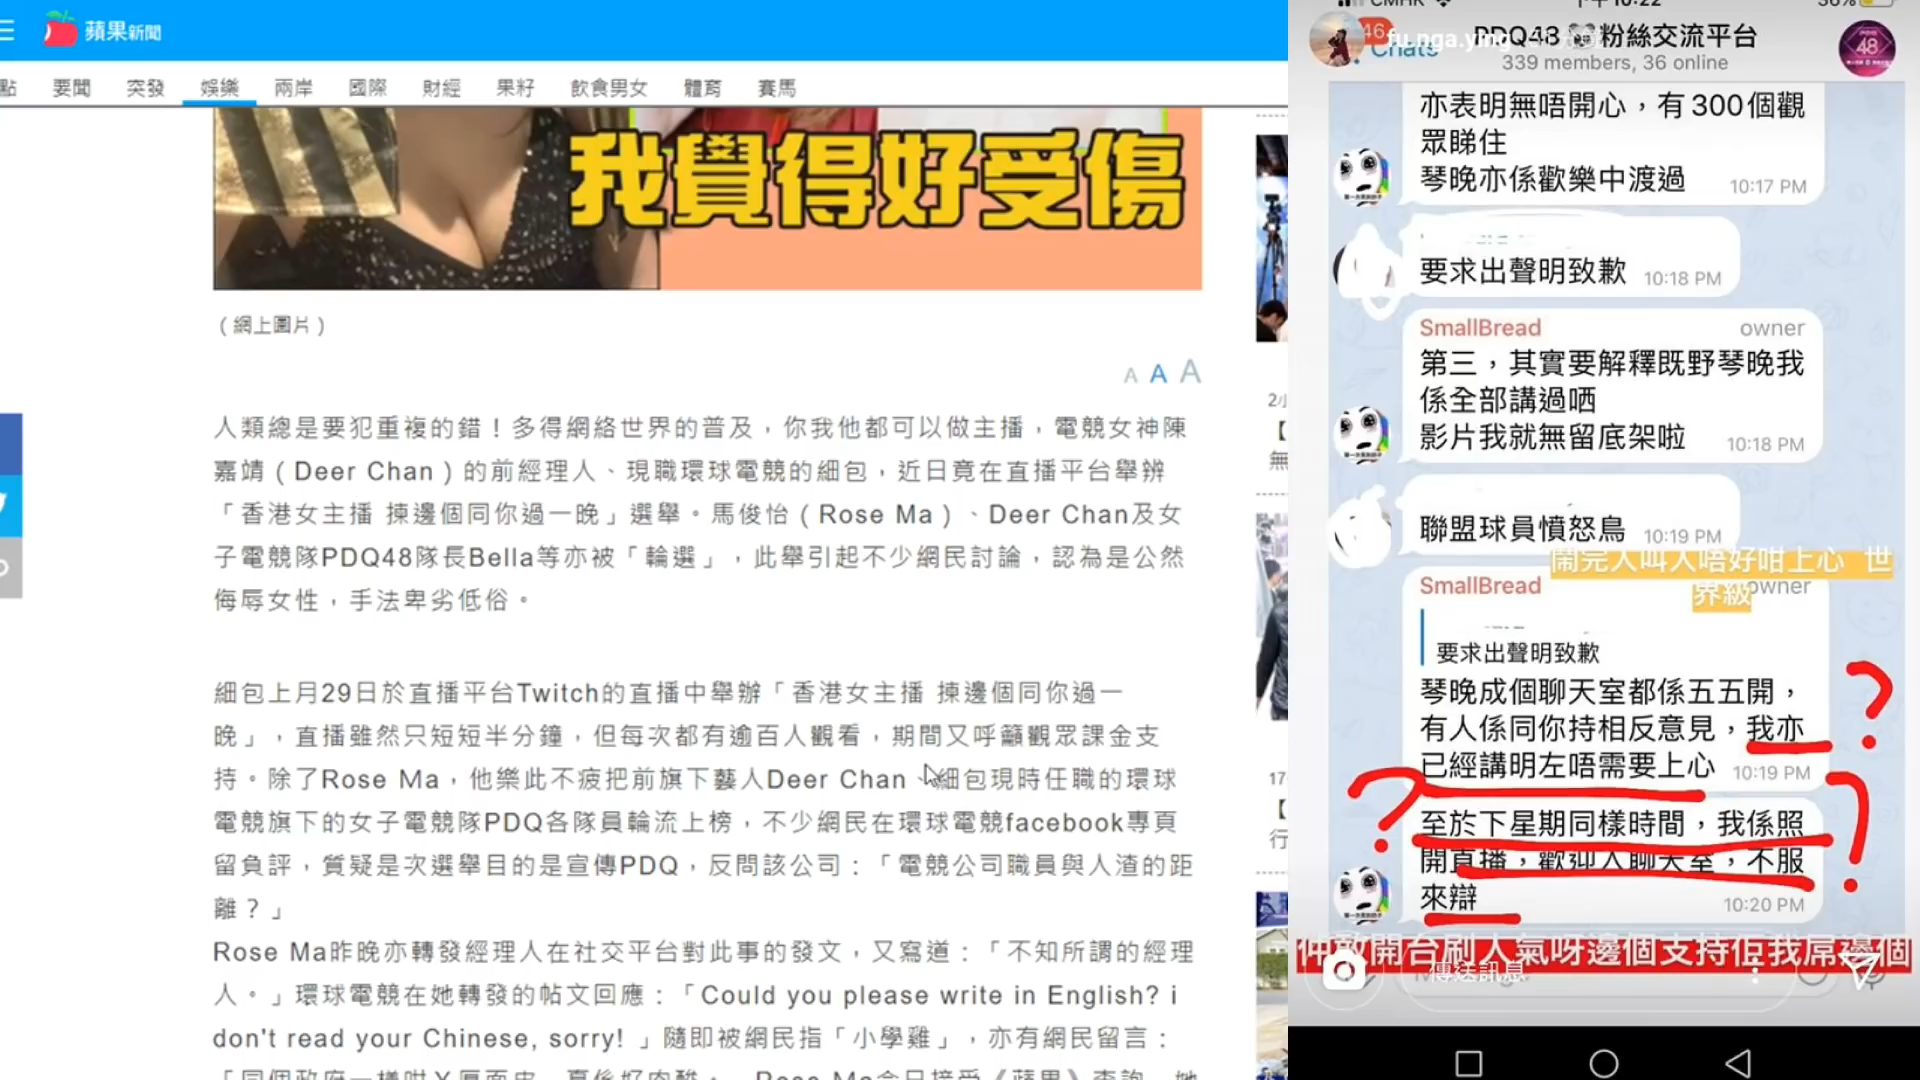 蘋果新聞
點 要聞 突發 娛樂 兩岸 國際 財經 果籽 飲食男女 體育 賽馬
我覺得好受傷
（網上圖片）
A A A
人類總是要犯重複的錯！多得網絡世界的普及，你我他都可以做主播，電競女神陳
嘉靖（Deer Chan）的前經理人、現職環球電競的細包，近日竟在直播平台舉辦
「香港女主播 揀邊個同你過一晚」選舉。馬俊怡（Rose Ma）、Deer Chan及女
子電競隊PDQ48隊長Bella等亦被「輪選」，此舉引起不少網民討論，認為是公然
侮辱女性，手法卑劣低俗。
細包上月29日於直播平台Twitch的直播中舉辦「香港女主播 揀邊個同你過一
晚」，直播雖然只短短半分鐘，但每次都有逾百人觀看，期間又呼籲觀眾課金支
持。除了Rose Ma，他樂此不疲把前旗下藝人Deer Chan、細包現時任職的環球
電競旗下的女子電競隊PDQ各隊員輪流上榜，不少網民在環球電競facebook專頁
留負評，質疑是次選舉目的是宣傳PDQ，反問該公司：「電競公司職員與人渣的距
離？」
Rose Ma昨晚亦轉發經理人在社交平台對此事的發文，又寫道：「不知所謂的經理
人。」環球電競在她轉發的帖文回應：「Could you please write in English? i
don't read your Chinese, sorry! 」隨即被網民指「小學雞」，亦有網民留言：
46
Chats
fu.nga.ying
PDQ48 粉絲交流平台
339 members, 36 online
48
亦表明無唔開心，有300個觀
眾睇住
琴晚亦係歡樂中渡過 10:17 PM
要求出聲明致歉 10:18 PM
SmallBread owner
第三，其實要解釋既野琴晚我
係全部講過哂
影片我就無留底架啦 10:18 PM
聯盟球員憤怒鳥 10:19 PM
鬧完人叫人唔好咁上心 世
界級
SmallBread owner
要求出聲明致歉
琴晚成個聊天室都係五五開，
有人係同你持相反意見，我亦
已經講明左唔需要上心 10:19 PM
至於下星期同樣時間，我係照
開直播，歡迎入聊天室，不服
來辯 10:20 PM
仲敢開台刷人氣呀邊個支持佢我屌邊個
傳送訊息